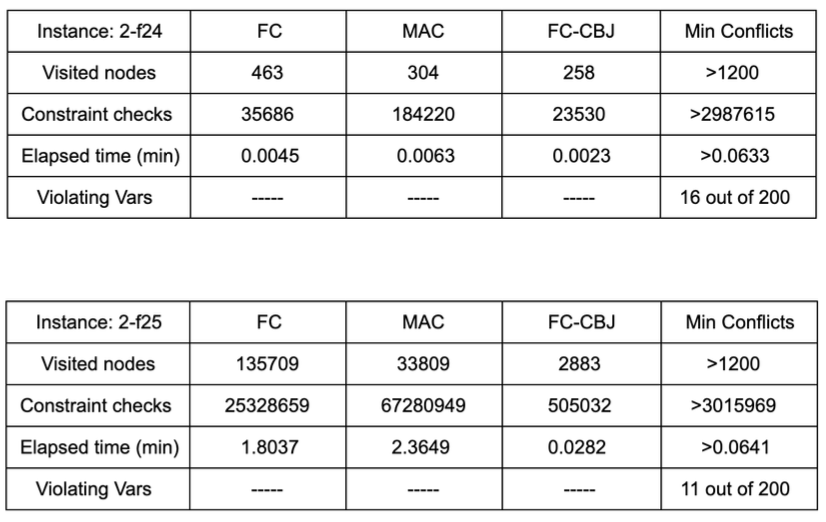 Instance: 2-f24 FC MAC FC-CBJ Min Conflicts
Visited nodes 463 304 258 >1200
Constraint checks 35686 184220 23530 >2987615
Elapsed time (min) 0.0045 0.0063 0.0023 >0.0633
Violating Vars ----- ----- ----- 16 out of 200
Instance: 2-f25 FC MAC FC-CBJ Min Conflicts
Visited nodes 135709 33809 2883 >1200
Constraint checks 25328659 67280949 505032 >3015969
Elapsed time (min) 1.8037 2.3649 0.0282 >0.0641
Violating Vars ----- ----- ----- 11 out of 200